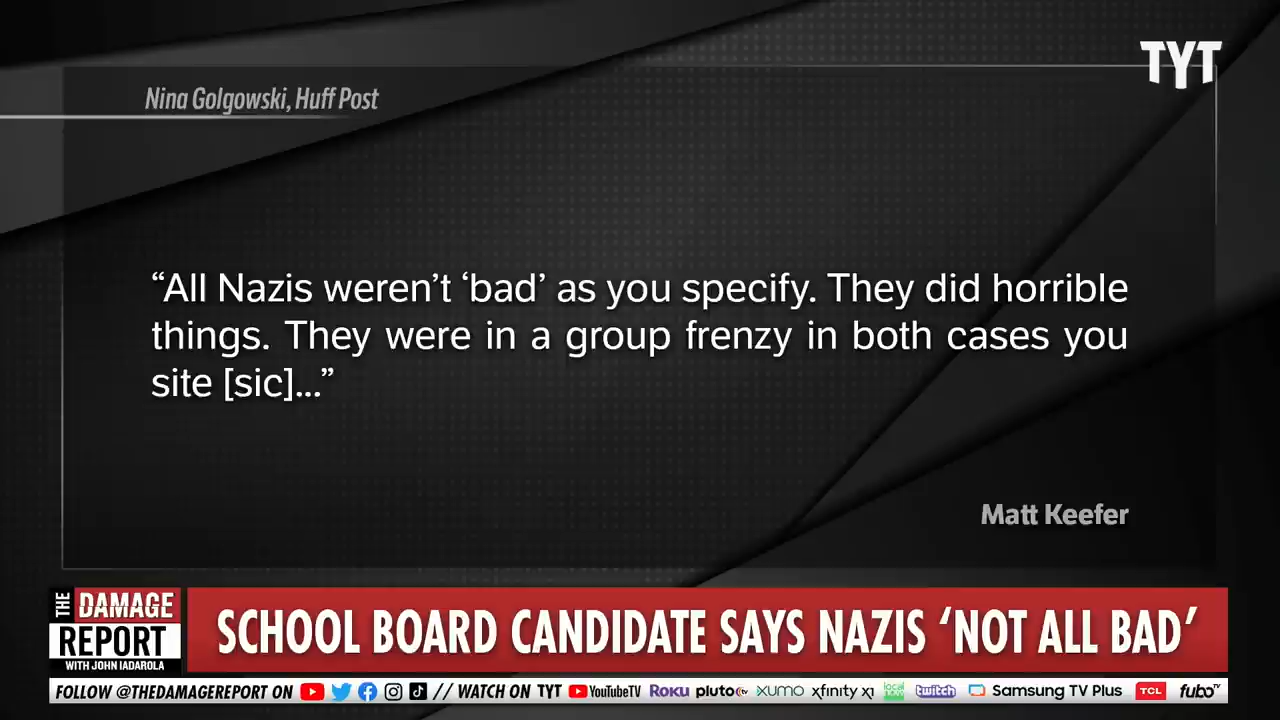 TYT
Nina Golgowski, Huff Post
“All Nazis weren’t ‘bad’ as you specify. They did horrible
things. They were in a group frenzy in both cases you
site [sic]...”
Matt Keefer
THE DAMAGE REPORT WITH JOHN IADAROLA
SCHOOL BOARD CANDIDATE SAYS NAZIS ‘NOT ALL BAD’
FOLLOW @THEDAMAGEREPORT ON // WATCH ON TYT YouTubeTV Roku pluto tv XUMO xfinity x1 local now twitch Samsung TV Plus TCL fubo TV